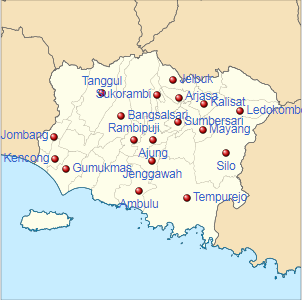 Tanggul
Jelbuk
Sukorambi
Arjasa
Kalisat
Ledokombo
Bangsalsari
Sumbersari
Rambipuji
Mayang
Jombang
Ajung
Kencong
Gumukmas
Jenggawah
Silo
Ambulu
Tempurejo